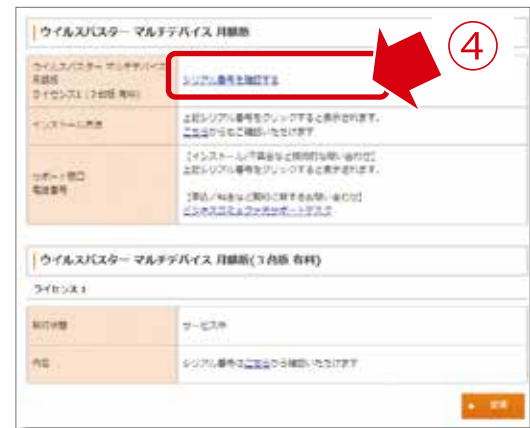 ウイルスバスター マルチデバイス 月額版
④
ウイルスバスター マルチデバイス
月額版
ライセンス1（3台版 有料）
シリアル番号を確認する
インストール方法
上記シリアル番号をクリックすると表示されます。
こちらからもご確認いただけます
サポート窓口
電話番号
【インストール/不具合など技術的な問い合わせ】
上記シリアル番号をクリックすると表示されます。
【申込／料金など契約に関するお問い合わせ】
ビジネスコミュファサポートデスク
ウイルスバスター マルチデバイス 月額版(3台版 有料)
ライセンス1
契約状態
サービス中
内容
シリアル番号はこちらから確認いただけます
変更